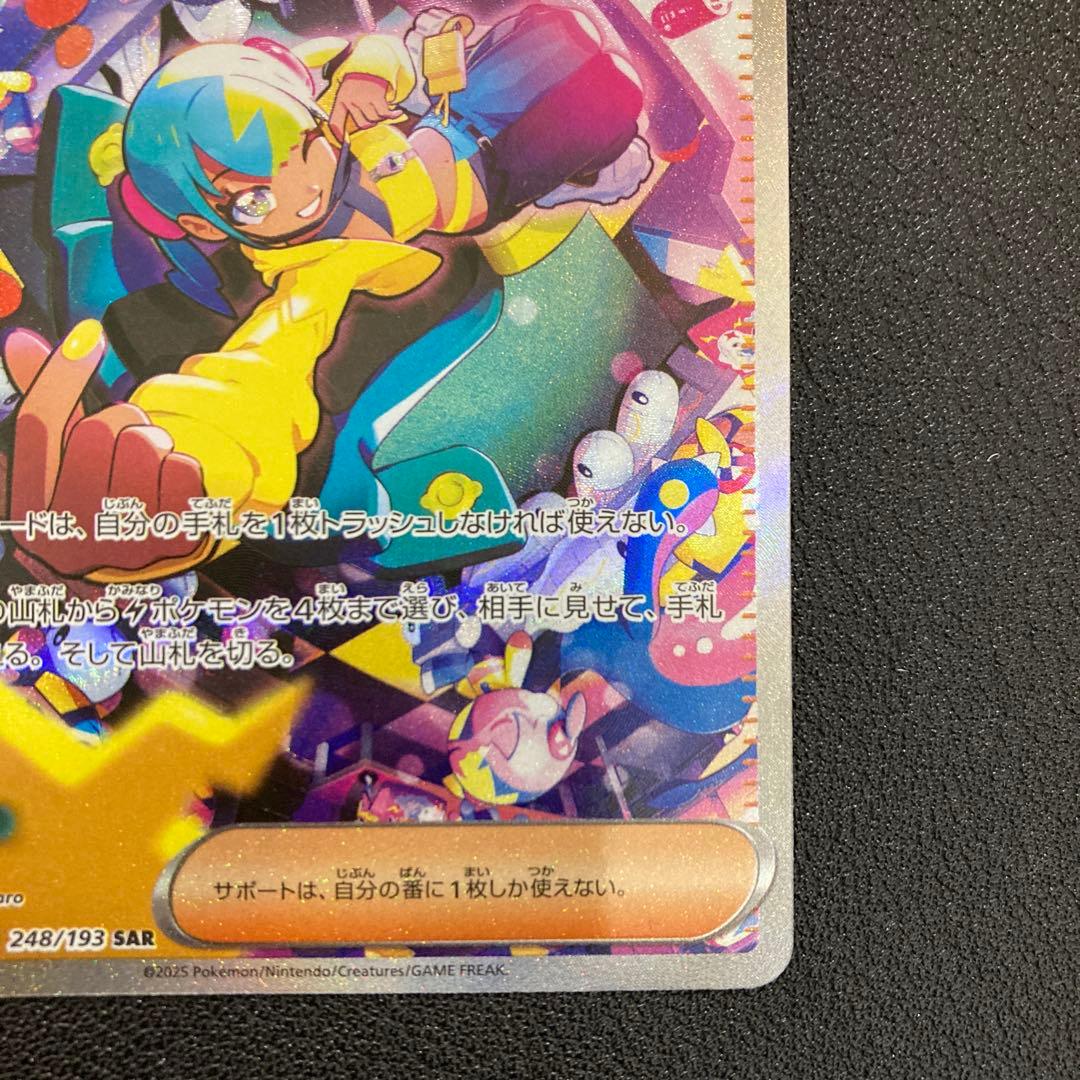 ードは、自分の手札を1枚トラッシュしなければ使えない。
の山札から ポケモンを4枚まで選び、相手に見せて、手札
る。そして山札を切る。
サポートは、自分の番に1枚しか使えない。
aro
248/193 SAR
©2025 Pokémon/Nintendo/Creatures/GAME FREAK.